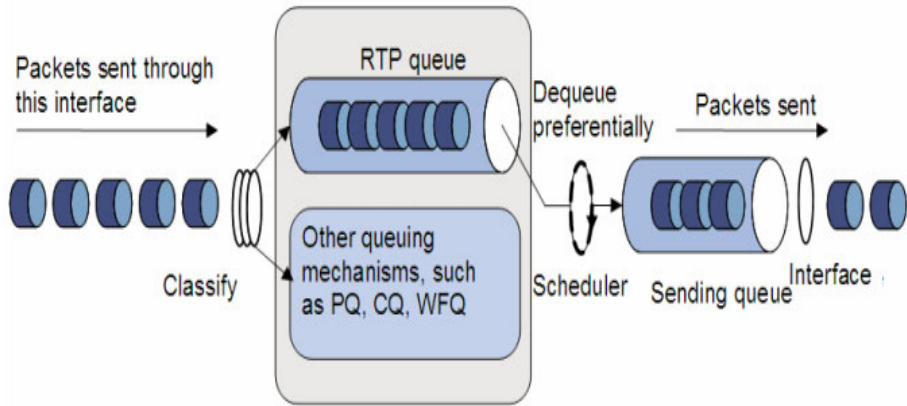 Packets sent through
this interface
RTP queue
Dequeue
preferentially
Packets sent
Classify
Other queuing
mechanisms, such
as PQ, CQ, WFQ
Scheduler
Sending queue
Interface